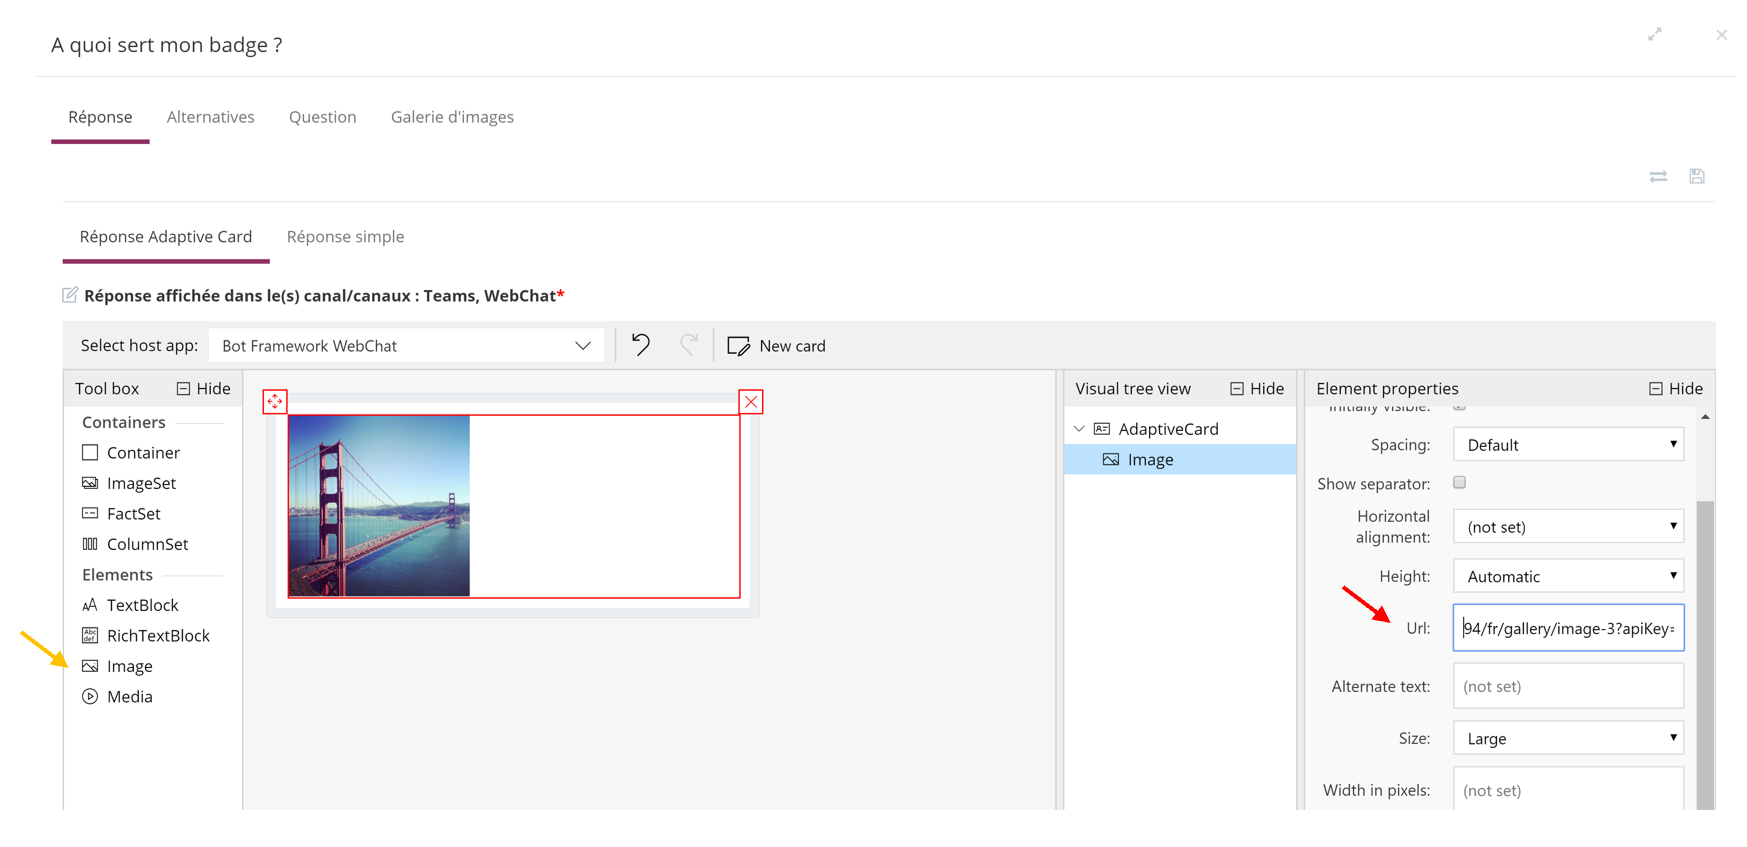 A quoi sert mon badge ?
Réponse Alternatives Question Galerie d'images
Réponse Adaptive Card Réponse simple
Réponse affichée dans le(s) canal/canaux : Teams, WebChat*
Select host app: Bot Framework WebChat New card
Tool box Hide
Containers
Container
ImageSet
FactSet
ColumnSet
Elements
TextBlock
RichTextBlock
Image
Media
Visual tree view Hide
AdaptiveCard
Image
Element properties Hide
Initially visible:
Spacing: Default
Show separator:
Horizontal
alignment: (not set)
Height: Automatic
Url: 94/fr/gallery/image-3?apiKey=
Alternate text: (not set)
Size: Large
Width in pixels: (not set)